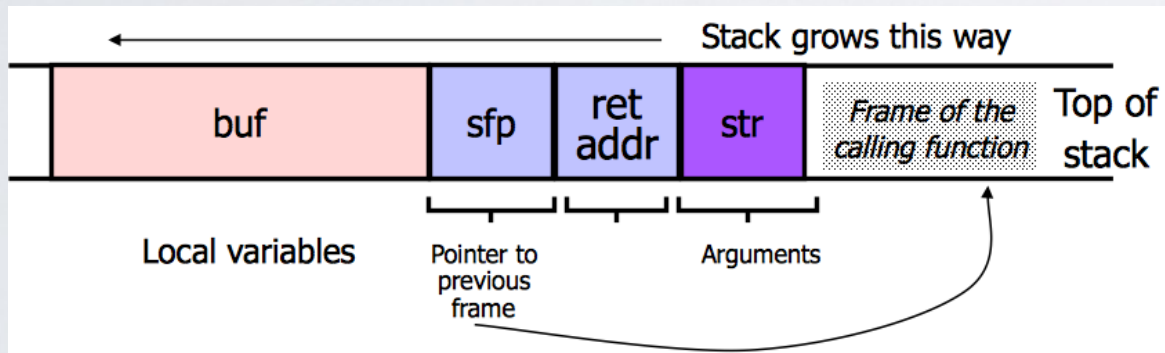 Stack grows this way
buf
sfp
ret
addr
str
Frame of the
calling function
Top of
stack
Local variables
Pointer to
previous
frame
Arguments